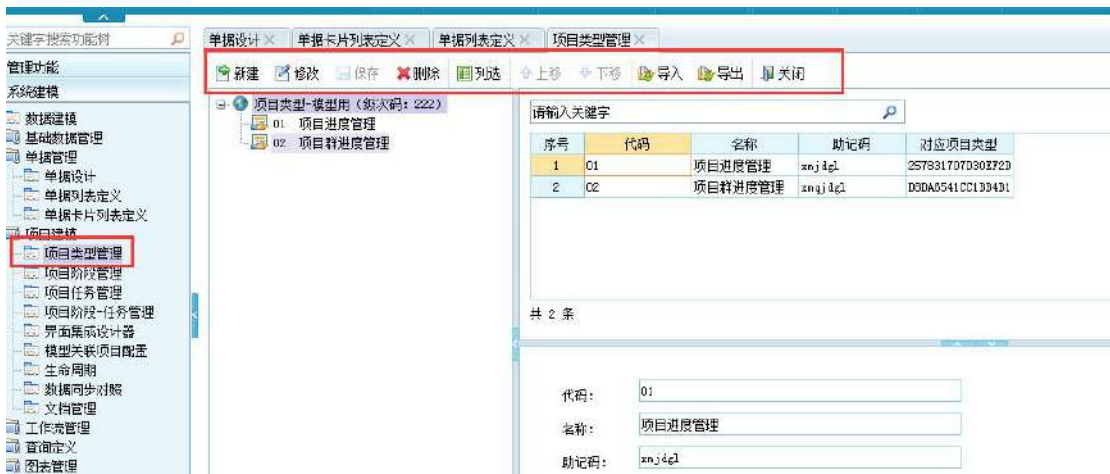 关键字搜索功能树
单据设计 单据卡片列表定义 单据列表定义 项目类型管理
管理功能
系统建模
新建 修改 保存 删除 列选 上移 下移 导入 导出 关闭
数据建模
基础数据管理
单据管理
单据设计
单据列表定义
单据卡片列表定义
项目建模
项目类型管理
项目阶段管理
项目任务管理
项目阶段-任务管理
界面集成设计器
模型关联项目配置
生命周期
数据同步对照
文档管理
工作流管理
查询定义
图表管理
项目类型-模型用（级次码：222）
01 项目进度管理
02 项目群进度管理
请输入关键字
序号 代码 名称 助记码 对应项目类型
1 01 项目进度管理 xmjdgl
2 02 项目群进度管理 xmqjdgl
共 2 条
代码： 01
名称： 项目进度管理
助记码： xmjdgl